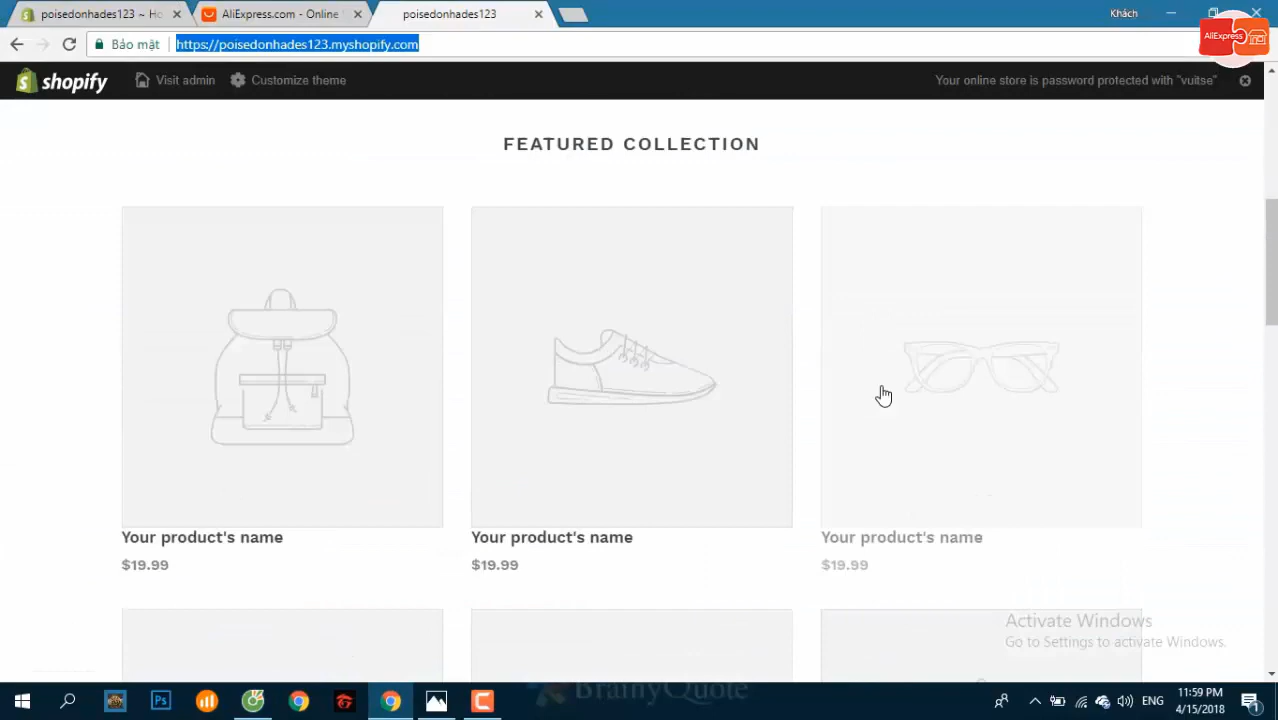 poisedonhades123 ~ Ho
AliExpress.com - Online
poisedonhades123
Khách
Bảo mật
https://poisedonhades123.myshopify.com
AliExpress
shopify
Visit admin
Customize theme
Your online store is password protected with "vuitse"
FEATURED COLLECTION
Your product's name
Your product's name
Your product's name
$19.99
$19.99
$19.99
Activate Windows
Go to Settings to activate Windows.
BrainyQuote
Ps
ENG
11:59 PM
4/15/2018
1